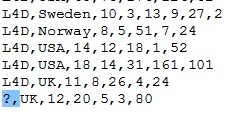 L4D,Sweden,10,3,13,9,27,2
L4D,Norway,8,5,51,7,24
L4D,USA,14,12,18,1,52
L4D,USA,18,14,31,161,101
L4D,UK,11,8,26,4,24
?,UK,12,20,5,3,80